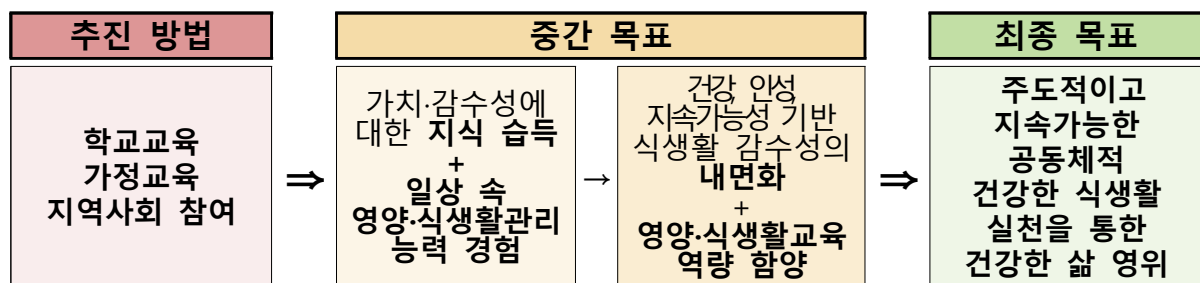 추진 방법
중간 목표
최종 목표
학교교육
가정교육
지역사회 참여
⇒
가치·감수성에
대한 지식 습득
+
일상 속
영양·식생활관리
능력 경험
→
건강, 인성,
지속가능성 기반
식생활 감수성의
내면화
+
영양·식생활교육
역량 함양
⇒
주도적이고
지속가능한
공동체적
건강한 식생활
실천을 통한
건강한 삶 영위